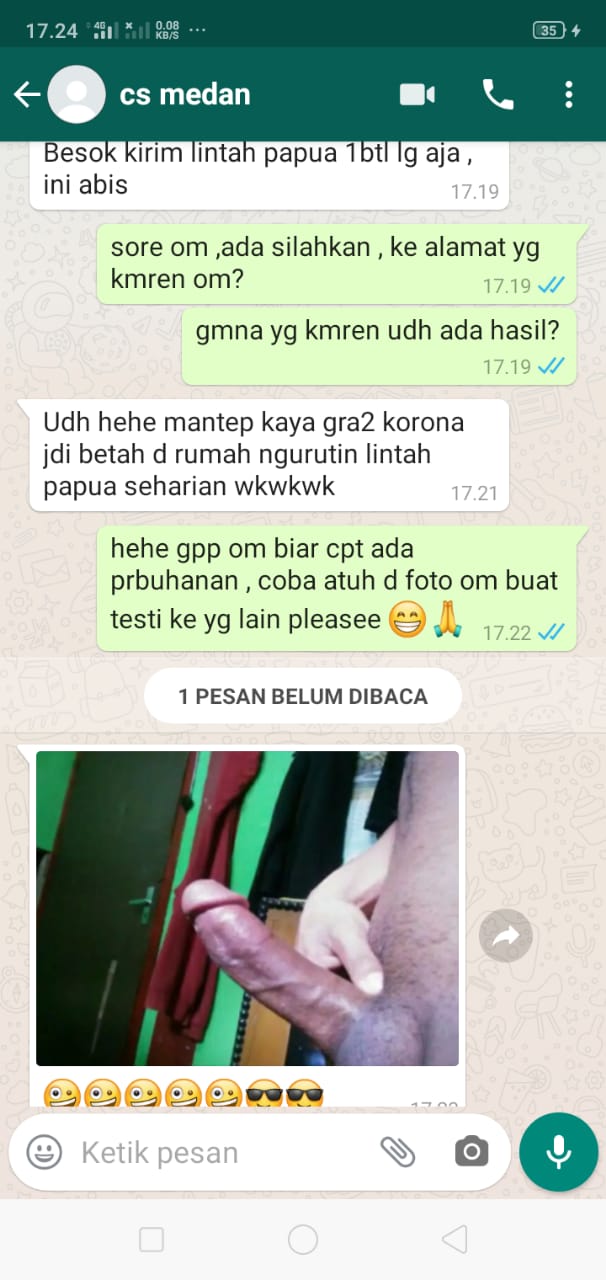 17.24 4G 0.08 KB/S ... 35
cs medan
Besok kirim lintah papua 1btl lg aja ,
ini abis
17.19
sore om ,ada silahkan , ke alamat yg
kmren om?
17.19
gmna yg kmren udh ada hasil?
17.19
Udh hehe mantep kaya gra2 korona
jdi betah d rumah ngurutin lintah
papua seharian wkwkwk
17.21
hehe gpp om biar cpt ada
prbuhanan , coba atuh d foto om buat
testi ke yg lain pleasee 😁🙏
17.22
1 PESAN BELUM DIBACA
🤪🤪🤪🤪🤪😎😎
Ketik pesan